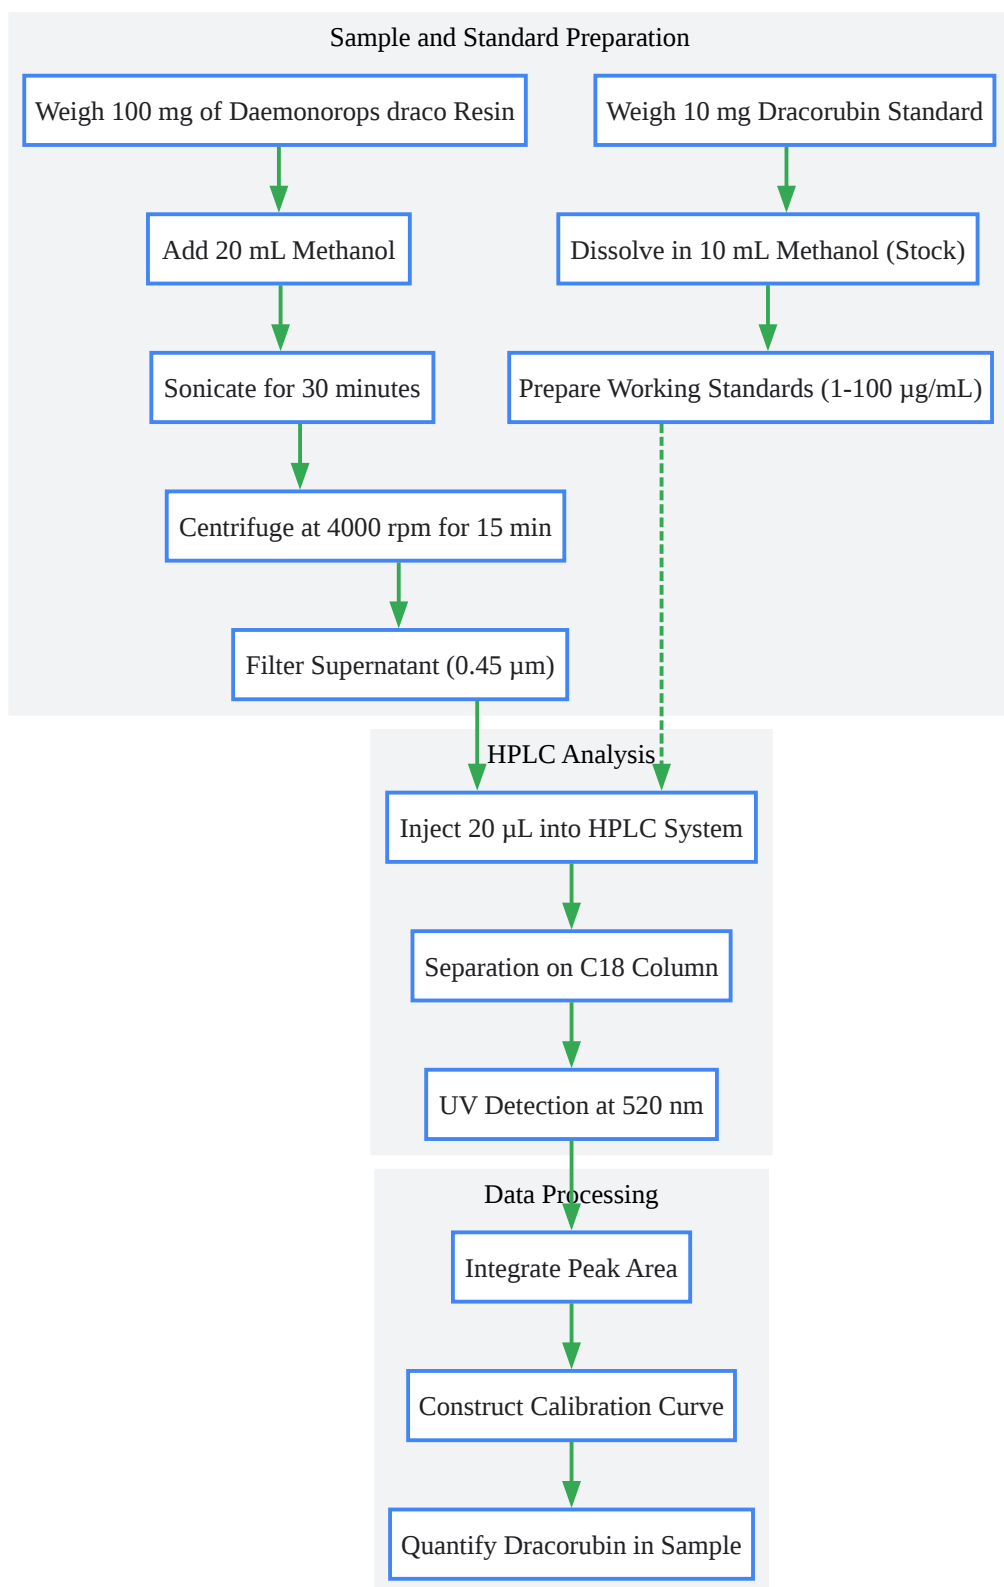 Sample and Standard Preparation
Weigh 100 mg of Daemonorops draco Resin
Weigh 10 mg Dracorubin Standard
Add 20 mL Methanol
Dissolve in 10 mL Methanol (Stock)
Sonicate for 30 minutes
Prepare Working Standards (1-100 µg/mL)
Centrifuge at 4000 rpm for 15 min
Filter Supernatant (0.45 µm)
HPLC Analysis
Inject 20 µL into HPLC System
Separation on C18 Column
UV Detection at 520 nm
Data Processing
Integrate Peak Area
Construct Calibration Curve
Quantify Dracorubin in Sample